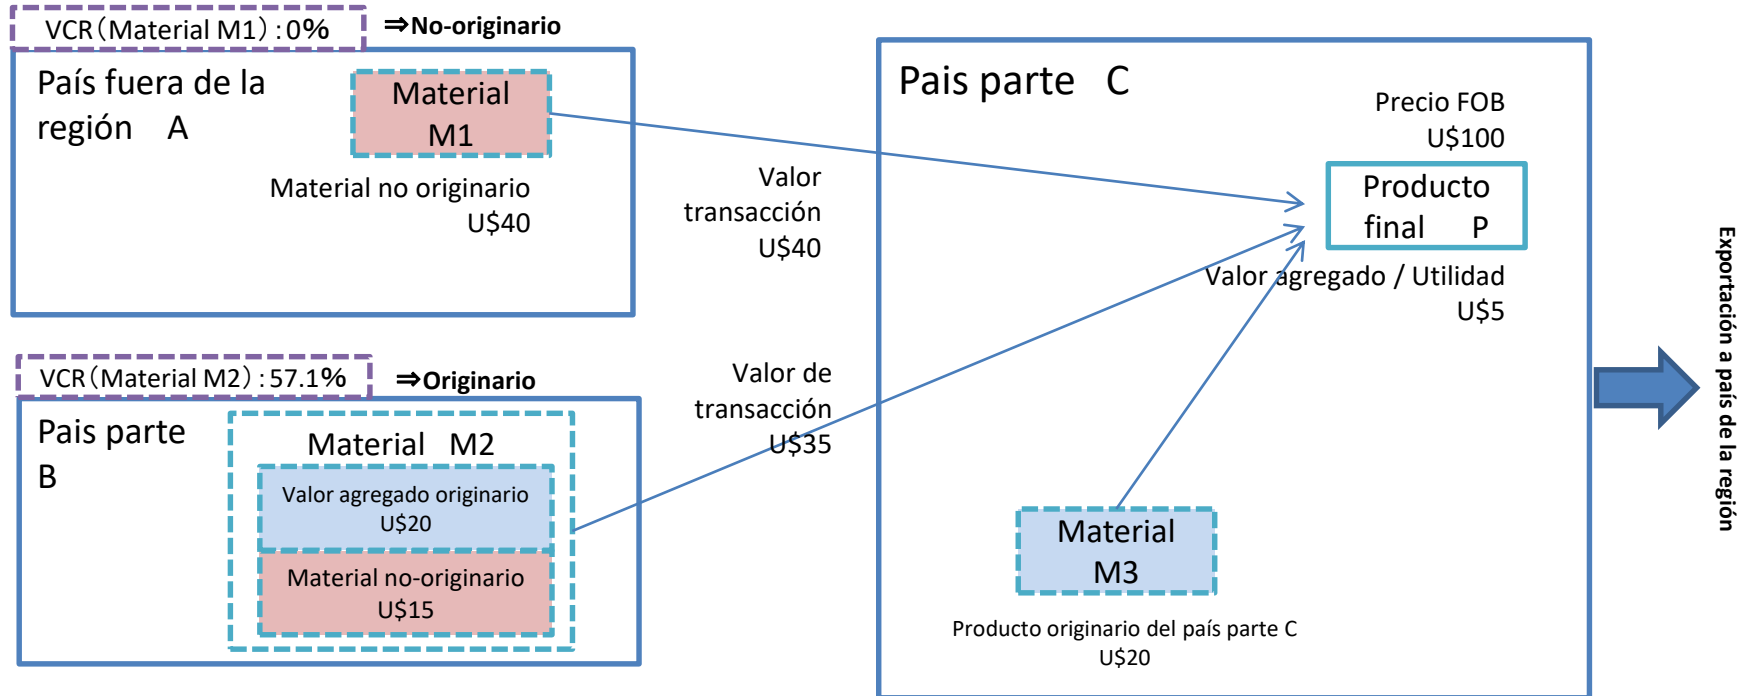 VCR（Material M1）: 0%
⇒No-originario
País fuera de la
región A
Material
M1
Material no originario
U$40
Valor
transacción
U$40
VCR（Material M2）: 57.1%
⇒Originario
Pais parte
B
Material M2
Valor agregado originario
U$20
Material no-originario
U$15
Valor de
transacción
U$35
Pais parte C
Precio FOB
U$100
Producto
final P
Valor agregado / Utilidad
U$5
Material
M3
Producto originario del país parte C
U$20
Exportación a país de la región